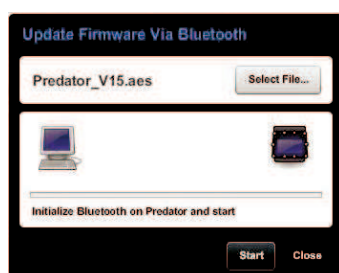 Update Firmware Via Bluetooth
Predator_V15.aes
Select File...
Initialize Bluetooth on Predator and start
Start
Close